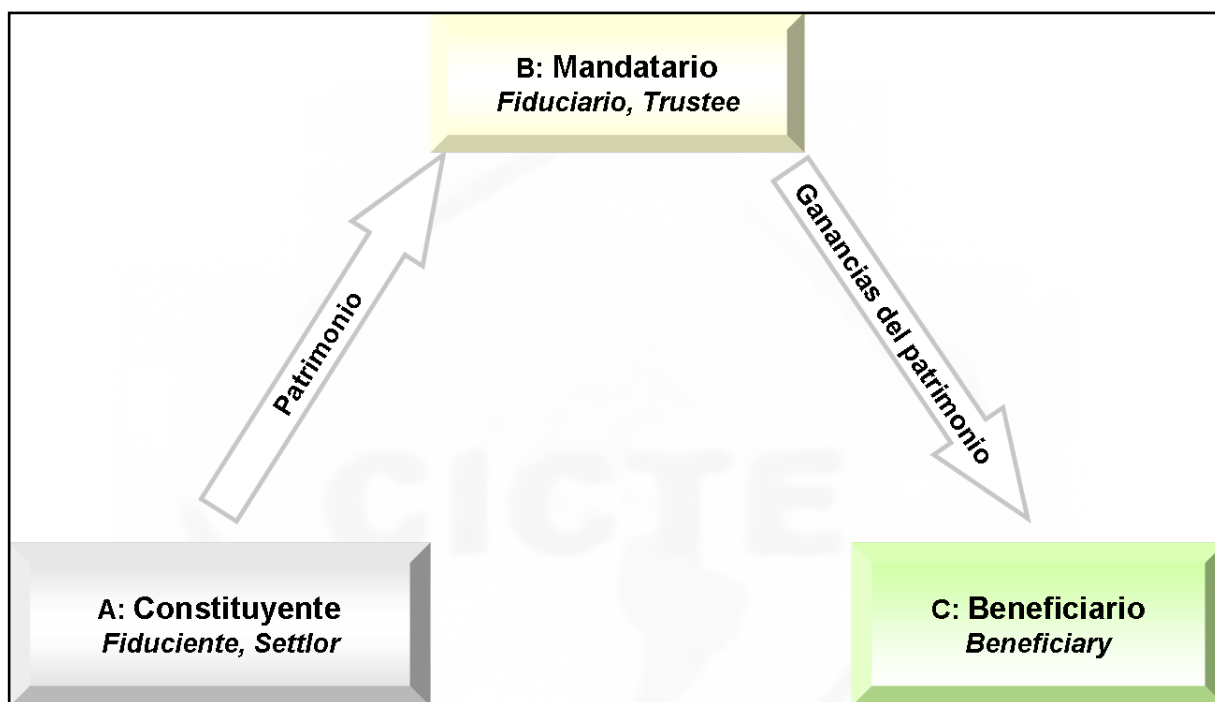 B: Mandatario
Fiduciario, Trustee
Patrimonio
Ganancias del patrimonio
CICTE
A: Constituyente
Fiduciente, Settlor
C: Beneficiario
Beneficiary